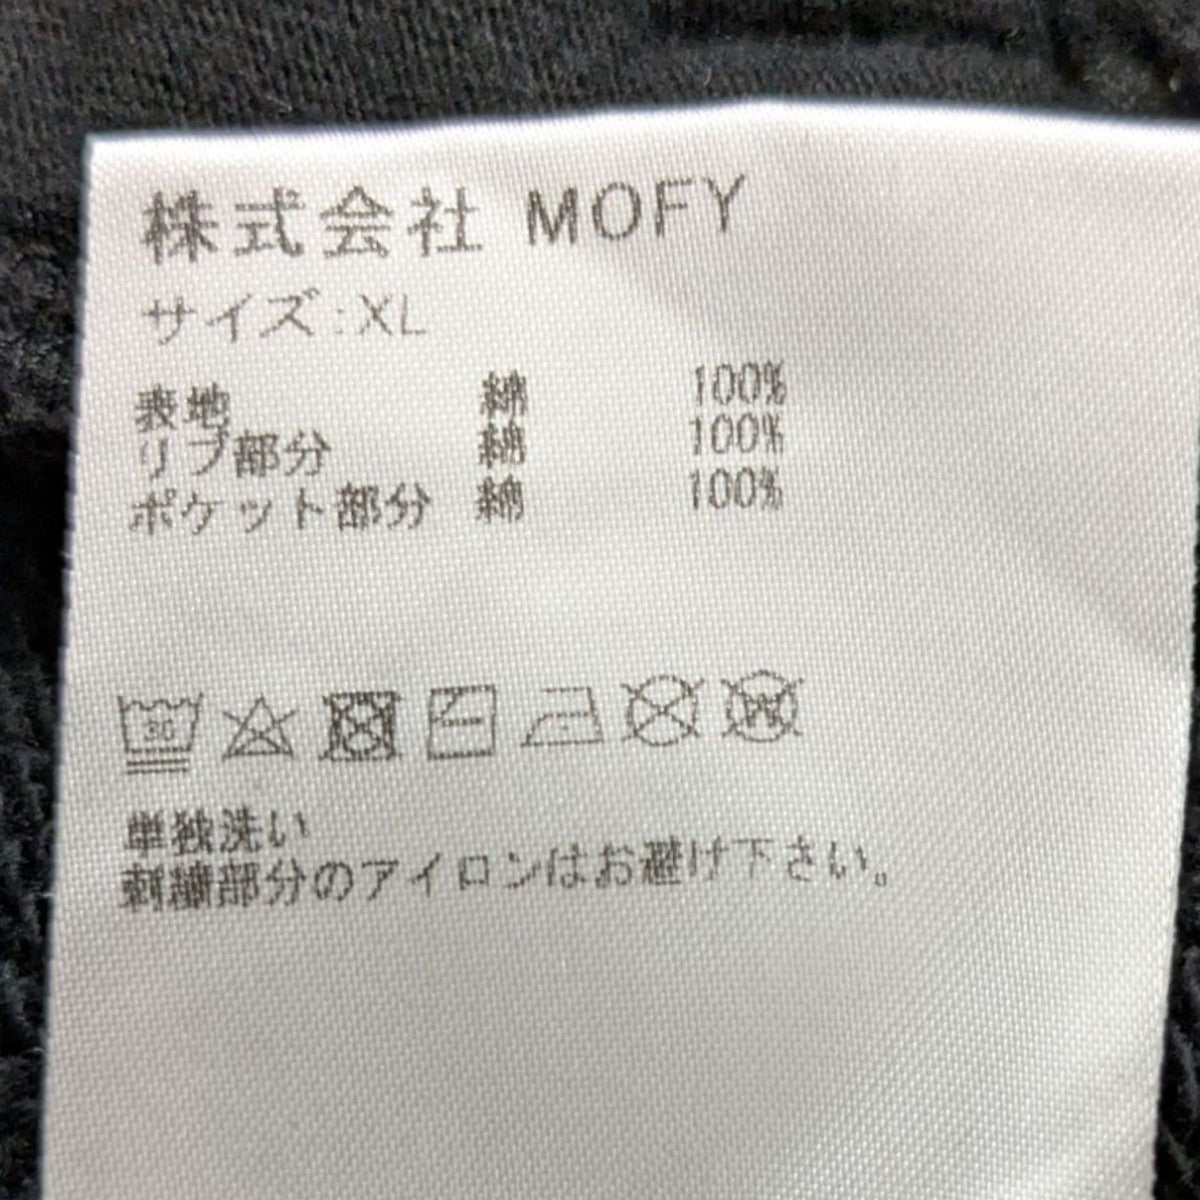 株式会社 MOFY
サイズ:XL
表地 綿 100%
リブ部分 綿 100%
ポケット部分 綿 100%
30
W
単独洗い
刺繍部分のアイロンはお避け下さい。